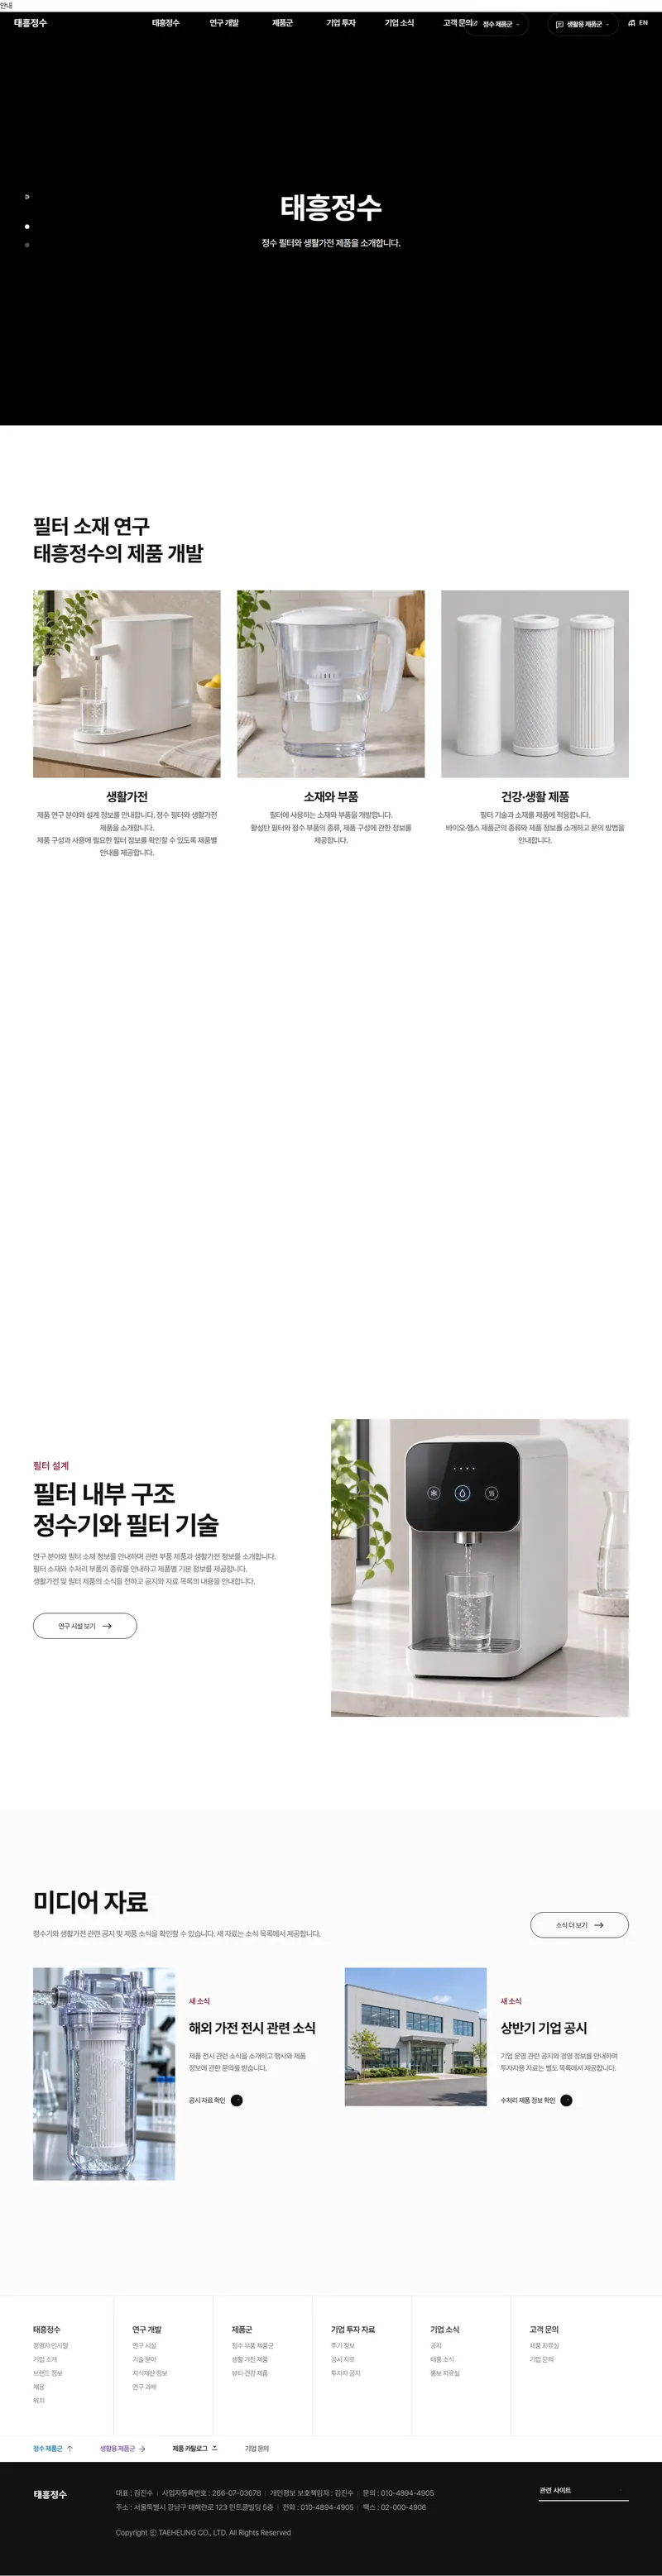 안내
태흥정수
태흥정수 연구 개발 제품군 기업 투자 기업 소식 고객 문의 정수 제품군 생활용 제품군 EN
태흥정수
정수 필터와 생활가전 제품을 소개합니다.
필터 소재 연구
태흥정수의 제품 개발
생활가전
제품 연구 분야와 설계 정보를 안내합니다. 정수 필터와 생활가전
제품을 소개합니다.
제품 구성과 사용에 필요한 필터 정보를 확인할 수 있도록 제품별
안내를 제공합니다.
소재와 부품
필터에 사용하는 소재와 부품을 개발합니다.
활성탄 필터와 정수 부품의 종류, 제품 구성에 관한 정보를
제공합니다.
건강·생활 제품
필터 기술과 소재를 제품에 적용합니다.
바이오·헬스 제품군의 종류와 제품 정보를 소개하고 문의 방법을
안내합니다.
필터 설계
필터 내부 구조
정수기와 필터 기술
연구 분야와 필터 소재 정보를 안내하며 관련 부품 제품과 생활가전 정보를 소개합니다.
필터 소재와 수처리 부품의 종류를 안내하고 제품별 기본 정보를 제공합니다.
생활가전 및 필터 제품의 소식을 전하고 공지와 자료 목록의 내용을 안내합니다.
연구 시설 보기
미디어 자료
정수기와 생활가전 관련 공지 및 제품 소식을 확인할 수 있습니다. 새 자료는 소식 목록에서 제공합니다.
소식 더 보기
새 소식
해외 가전 전시 관련 소식
제품 전시 관련 소식을 소개하고 행사와 제품
정보에 관한 문의를 받습니다.
공시 자료 확인
새 소식
상반기 기업 공시
기업 운영 관련 공지와 경영 정보를 안내하며
투자자용 자료는 별도 목록에서 제공합니다.
수처리 제품 정보 확인
태흥정수
경영자 인사말
기업 소개
브랜드 정보
채용
위치
연구 개발
연구 시설
기술 분야
지식재산 정보
연구 과제
제품군
정수 부품 제품군
생활 가전 제품
뷰티·건강 제품
기업 투자 자료
주가 정보
공시 자료
투자자 공지
기업 소식
공지
태흥 소식
홍보 자료실
고객 문의
제품 자료실
기업 문의
정수 제품군 생활용 제품군 제품 카탈로그 기업 문의
태흥정수
대표 : 김진수 | 사업자등록번호 : 266-07-03678 | 개인정보 보호책임자 : 김진수 | 문의 : 010-4894-4905
주소 : 서울특별시 강남구 테헤란로 123 민트클빌딩 5층 | 전화 : 010-4894-4905 | 팩스 : 02-000-4906
Copyright ⓒ TAEHEUNG CO., LTD. All Rights Reserved
관련 사이트